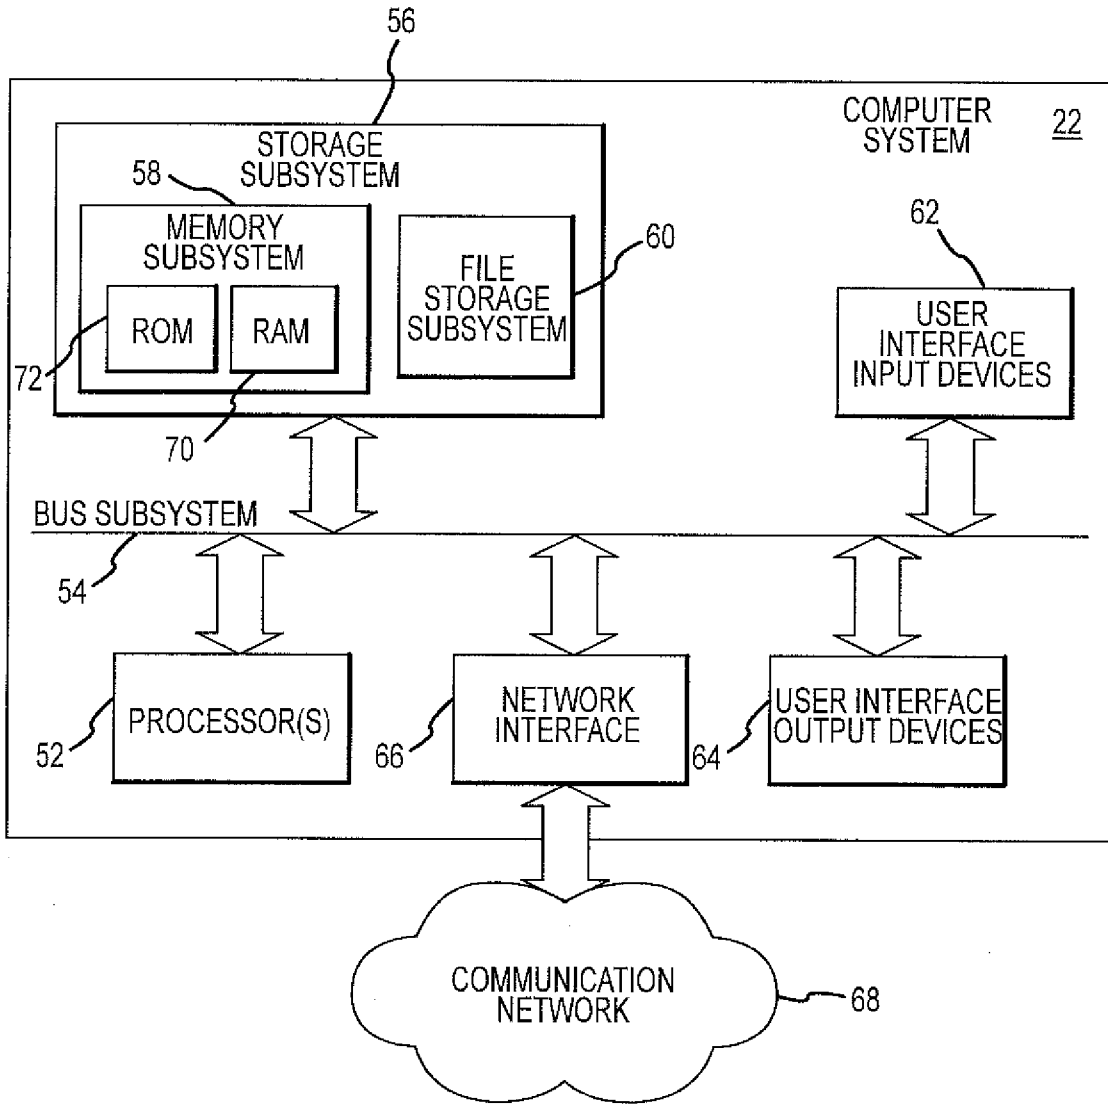 56
COMPUTER
SYSTEM
22
STORAGE
SUBSYSTEM
58
MEMORY
SUBSYSTEM
ROM
RAM
72
70
FILE
STORAGE
SUBSYSTEM
60
62
USER
INTERFACE
INPUT DEVICES
BUS SUBSYSTEM
54
PROCESSOR(S)
52
NETWORK
INTERFACE
66
USER INTERFACE
OUTPUT DEVICES
64
COMMUNICATION
NETWORK
68